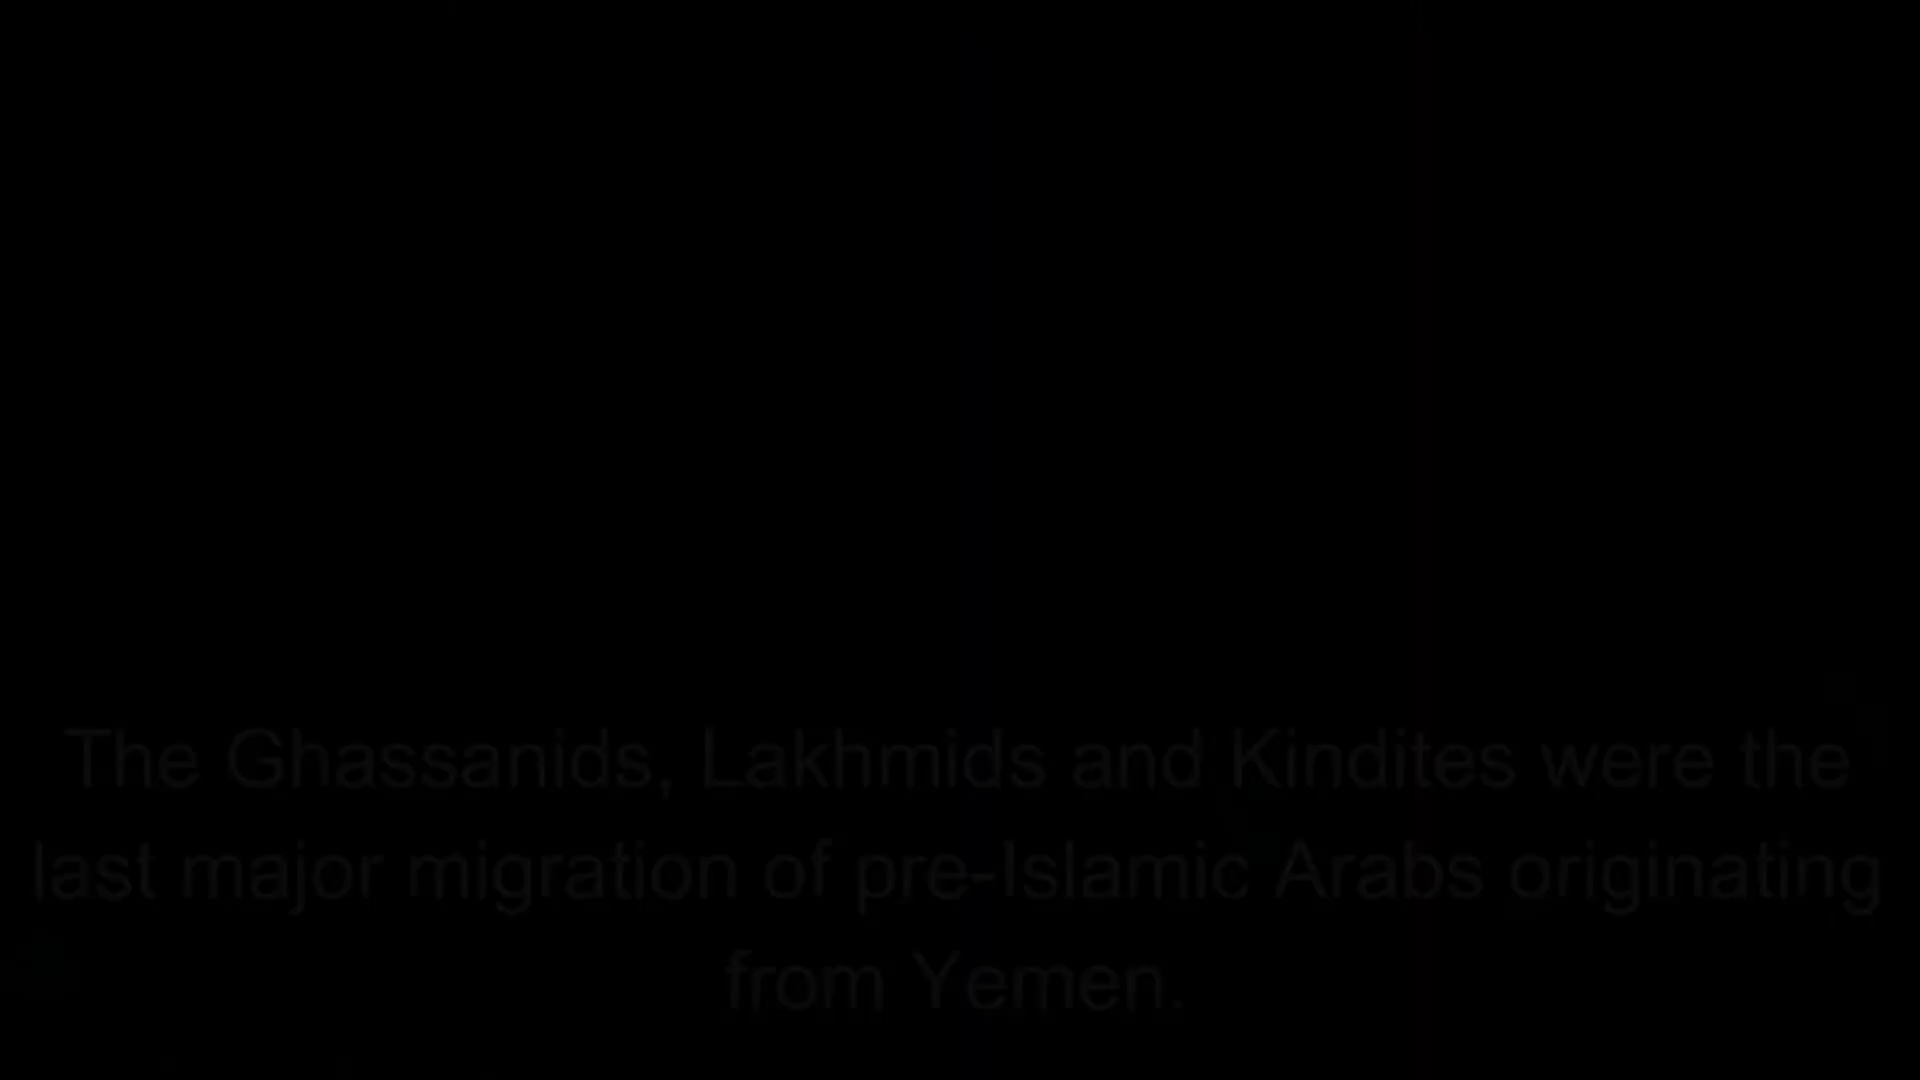 The Ghassanids, Lakhmids and Kindites were the
last major migration of pre-Islamic Arabs originating
from Yemen.